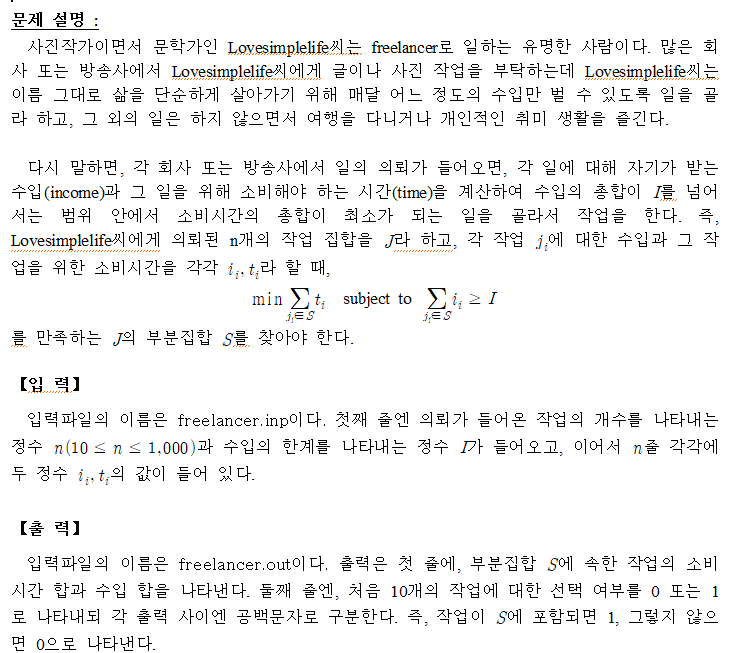 문제 설명 :
사진작가이면서 문학가인 Lovesimplelife씨는 freelancer로 일하는 유명한 사람이다. 많은 회
사 또는 방송사에서 Lovesimplelife씨에게 글이나 사진 작업을 부탁하는데 Lovesimplelife씨는
이름 그대로 삶을 단순하게 살아가기 위해 매달 어느 정도의 수입만 벌 수 있도록 일을 골
라 하고, 그 외의 일은 하지 않으면서 여행을 다니거나 개인적인 취미 생활을 즐긴다.
다시 말하면, 각 회사 또는 방송사에서 일의 의뢰가 들어오면, 각 일에 대해 자기가 받는
수입(income)과 그 일을 위해 소비해야 하는 시간(time)을 계산하여 수입의 총합이 I를 넘어
서는 범위 안에서 소비시간의 총합이 최소가 되는 일을 골라서 작업을 한다. 즉,
Lovesimplelife씨에게 의뢰된 n개의 작업 집합을 J라 하고, 각 작업 jᵢ에 대한 수입과 그 작
업을 위한 소비시간을 각각 iᵢ, tᵢ라 할 때,
min ∑_{jᵢ∈S} tᵢ subject to ∑_{jᵢ∈S} iᵢ ≥ I
를 만족하는 J의 부분집합 S를 찾아야 한다.
【입 력】
입력파일의 이름은 freelancer.inp이다. 첫째 줄엔 의뢰가 들어온 작업의 개수를 나타내는
정수 n(10 ≤ n ≤ 1,000)과 수입의 한계를 나타내는 정수 I가 들어오고, 이어서 n줄 각각에
두 정수 iᵢ, tᵢ의 값이 들어 있다.
【출 력】
입력파일의 이름은 freelancer.out이다. 출력은 첫 줄에, 부분집합 S에 속한 작업의 소비
시간 합과 수입 합을 나타낸다. 둘째 줄엔, 처음 10개의 작업에 대한 선택 여부를 0 또는 1
로 나타내되 각 출력 사이엔 공백문자로 구분한다. 즉, 작업이 S에 포함되면 1, 그렇지 않으
면 0으로 나타낸다.